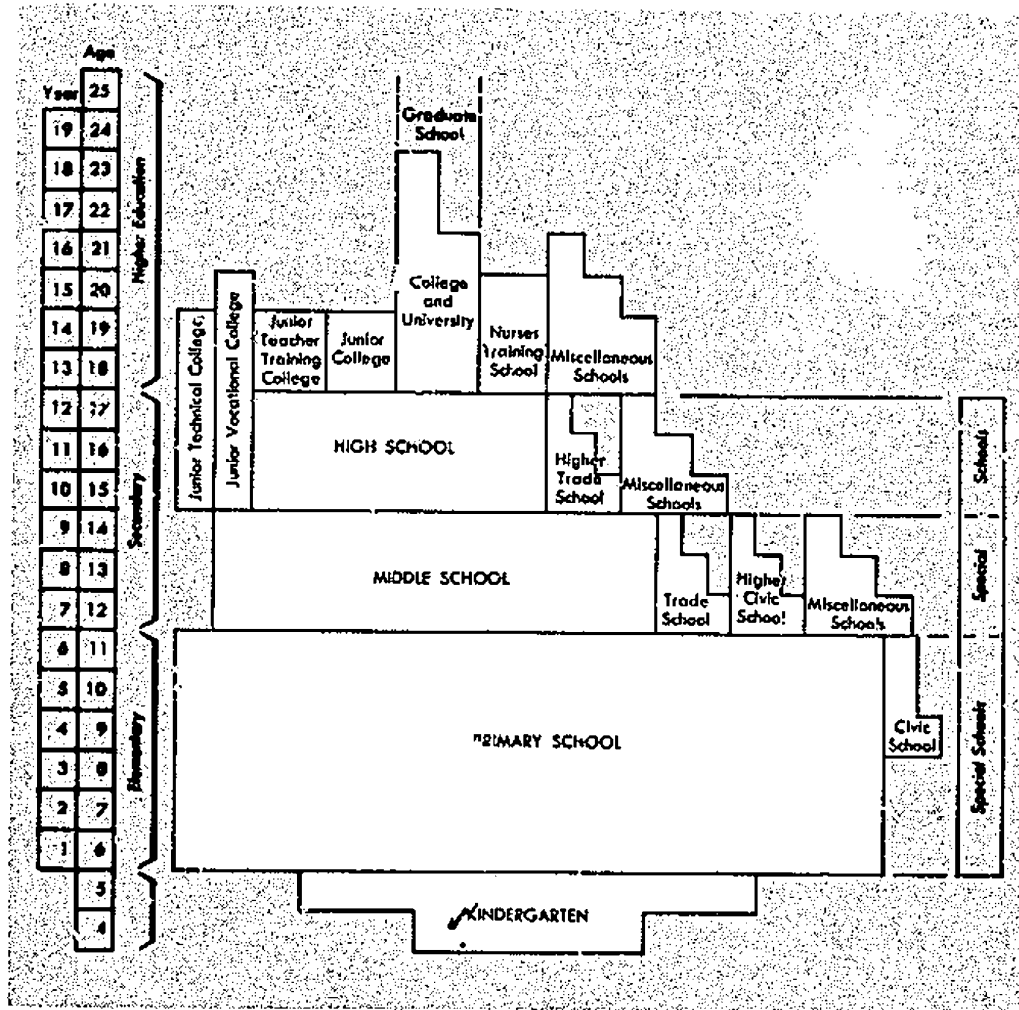 Age
Year 25
19 24
18 23
17 22
16 21
15 20
14 19
13 18
12 17
11 16
10 15
9 14
8 13
7 12
6 11
5 10
4 9
3 8
2 7
1 6
5
4
Higher Education
Secondary
Elementary
Graduate
School
College
and
University
Junior Technical College
Junior Vocational College
Junior
Teacher
Training
College
Junior
College
Nurses
Training
School
Miscellaneous
Schools
HIGH SCHOOL
Higher
Trade
School
Miscellaneous
Schools
MIDDLE SCHOOL
Trade
School
Higher
Civic
School
Miscellaneous
Schools
PRIMARY SCHOOL
Civic
School
KINDERGARTEN
Schools
Special
Special Schools